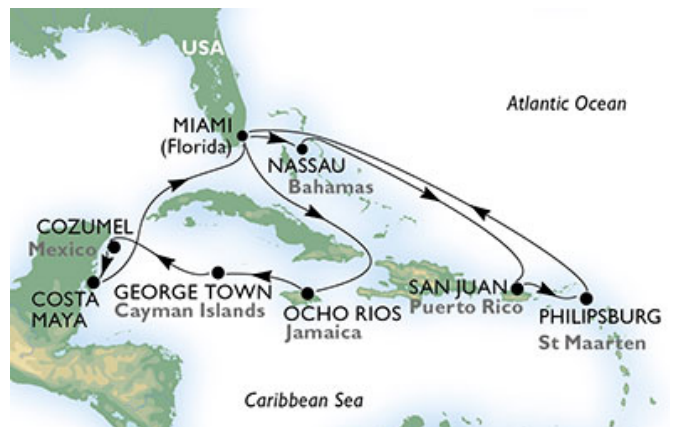 USA
Atlantic Ocean
MIAMI
(Florida)
NASSAU
Bahamas
COZUMEL
Mexico
COSTA
MAYA
GEORGE TOWN
Cayman Islands
OCHO RIOS
Jamaica
SAN JUAN
Puerto Rico
PHILIPSBURG
St Maarten
Caribbean Sea